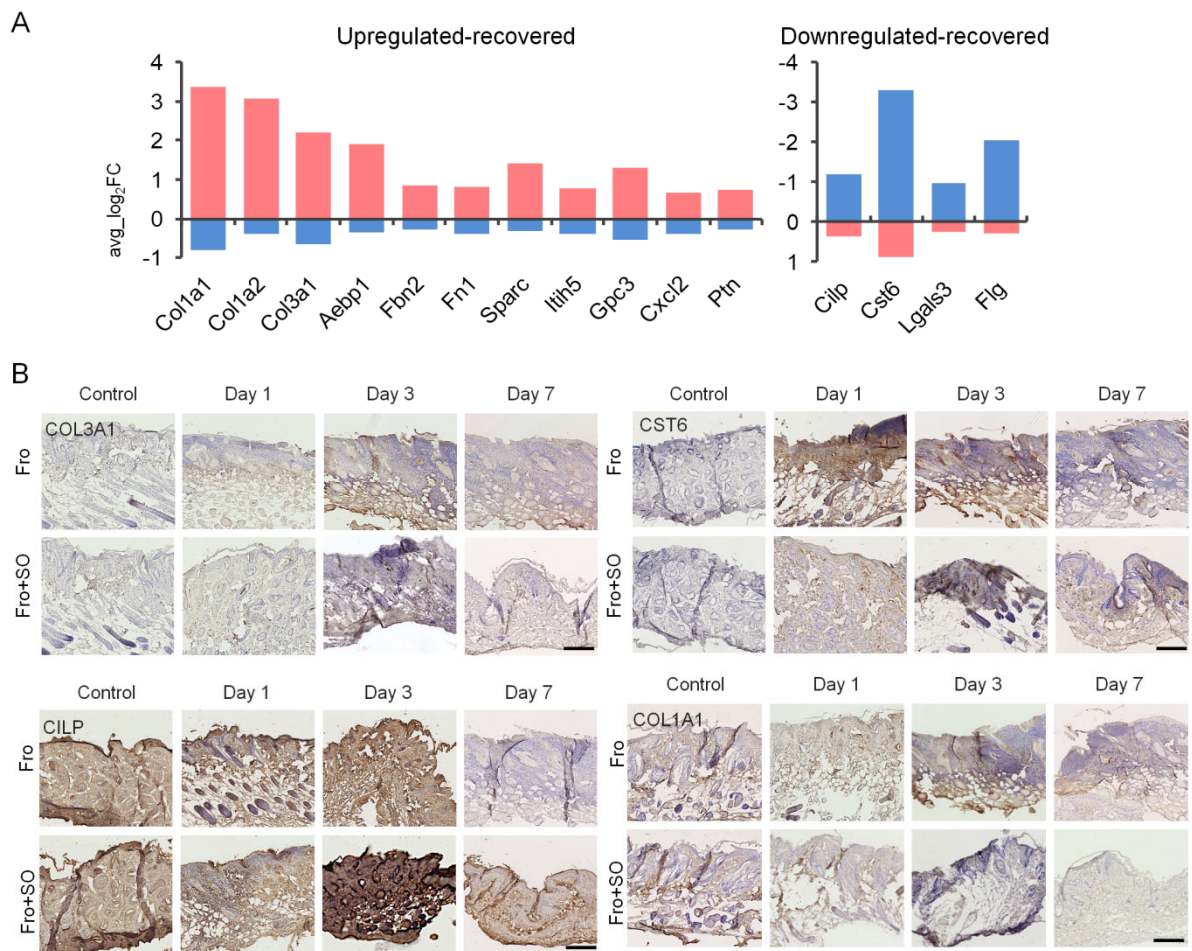 A
Upregulated-recovered
Downregulated-recovered
avg_log2FC
4
3
2
1
0
-1
Col1a1
Col1a2
Col3a1
Aebp1
Fbn2
Fn1
Sparc
Itih5
Gpc3
Cxcl2
Ptn
-4
-3
-2
-1
0
1
Cilp
Cst6
Lgals3
Flg
B
Control Day 1 Day 3 Day 7
COL3A1
Fro
Fro+SO
Control Day 1 Day 3 Day 7
CST6
Fro
Fro+SO
Control Day 1 Day 3 Day 7
CILP
Fro
Fro+SO
Control Day 1 Day 3 Day 7
COL1A1
Fro
Fro+SO